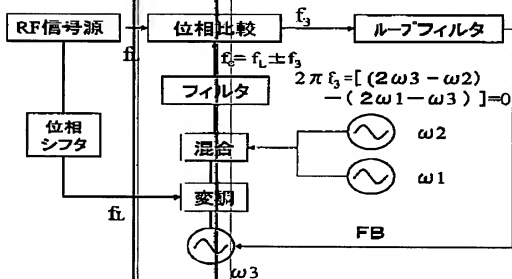 RF信号源
位相比較
f₃
ループフィルタ
fL
fc=fL±f₃
フィルタ
2πf₃=[(2ω3−ω2)
−(2ω1−ω3)]=0
位相
シフタ
混合
ω2
ω1
変調
fL
FB
ω3